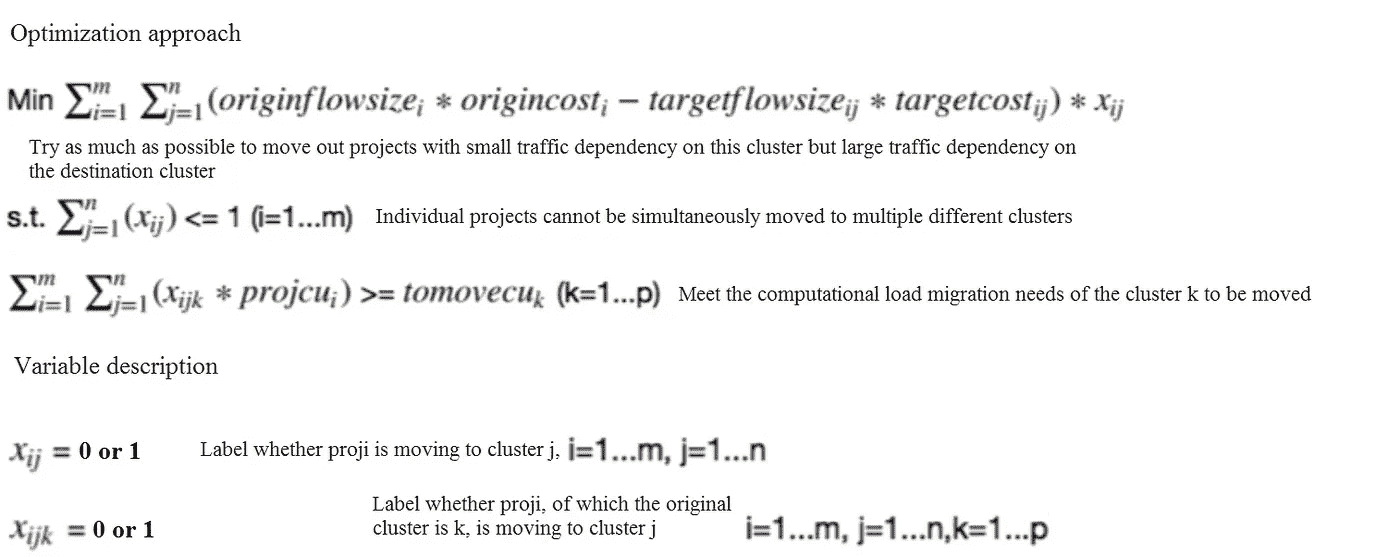 Optimization approach
Min ∑_{i=1}^{m} ∑_{j=1}^{n}(originflowsize_i * origincost_i − targetflowsize_{ij} * targetcost_{ij}) * x_{ij}
Try as much as possible to move out projects with small traffic dependency on this cluster but large traffic dependency on
the destination cluster
s.t. ∑_{j=1}^{n}(x_{ij}) <= 1 (i=1...m) Individual projects cannot be simultaneously moved to multiple different clusters
∑_{i=1}^{m} ∑_{j=1}^{n}(x_{ijk} * projcu_i) >= tomovecu_k (k=1...p) Meet the computational load migration needs of the cluster k to be moved
Variable description
x_{ij} = 0 or 1 Label whether proji is moving to cluster j, i=1...m, j=1...n
Label whether proji, of which the original
cluster is k, is moving to cluster j
x_{ijk} = 0 or 1 i=1...m, j=1...n,k=1...p